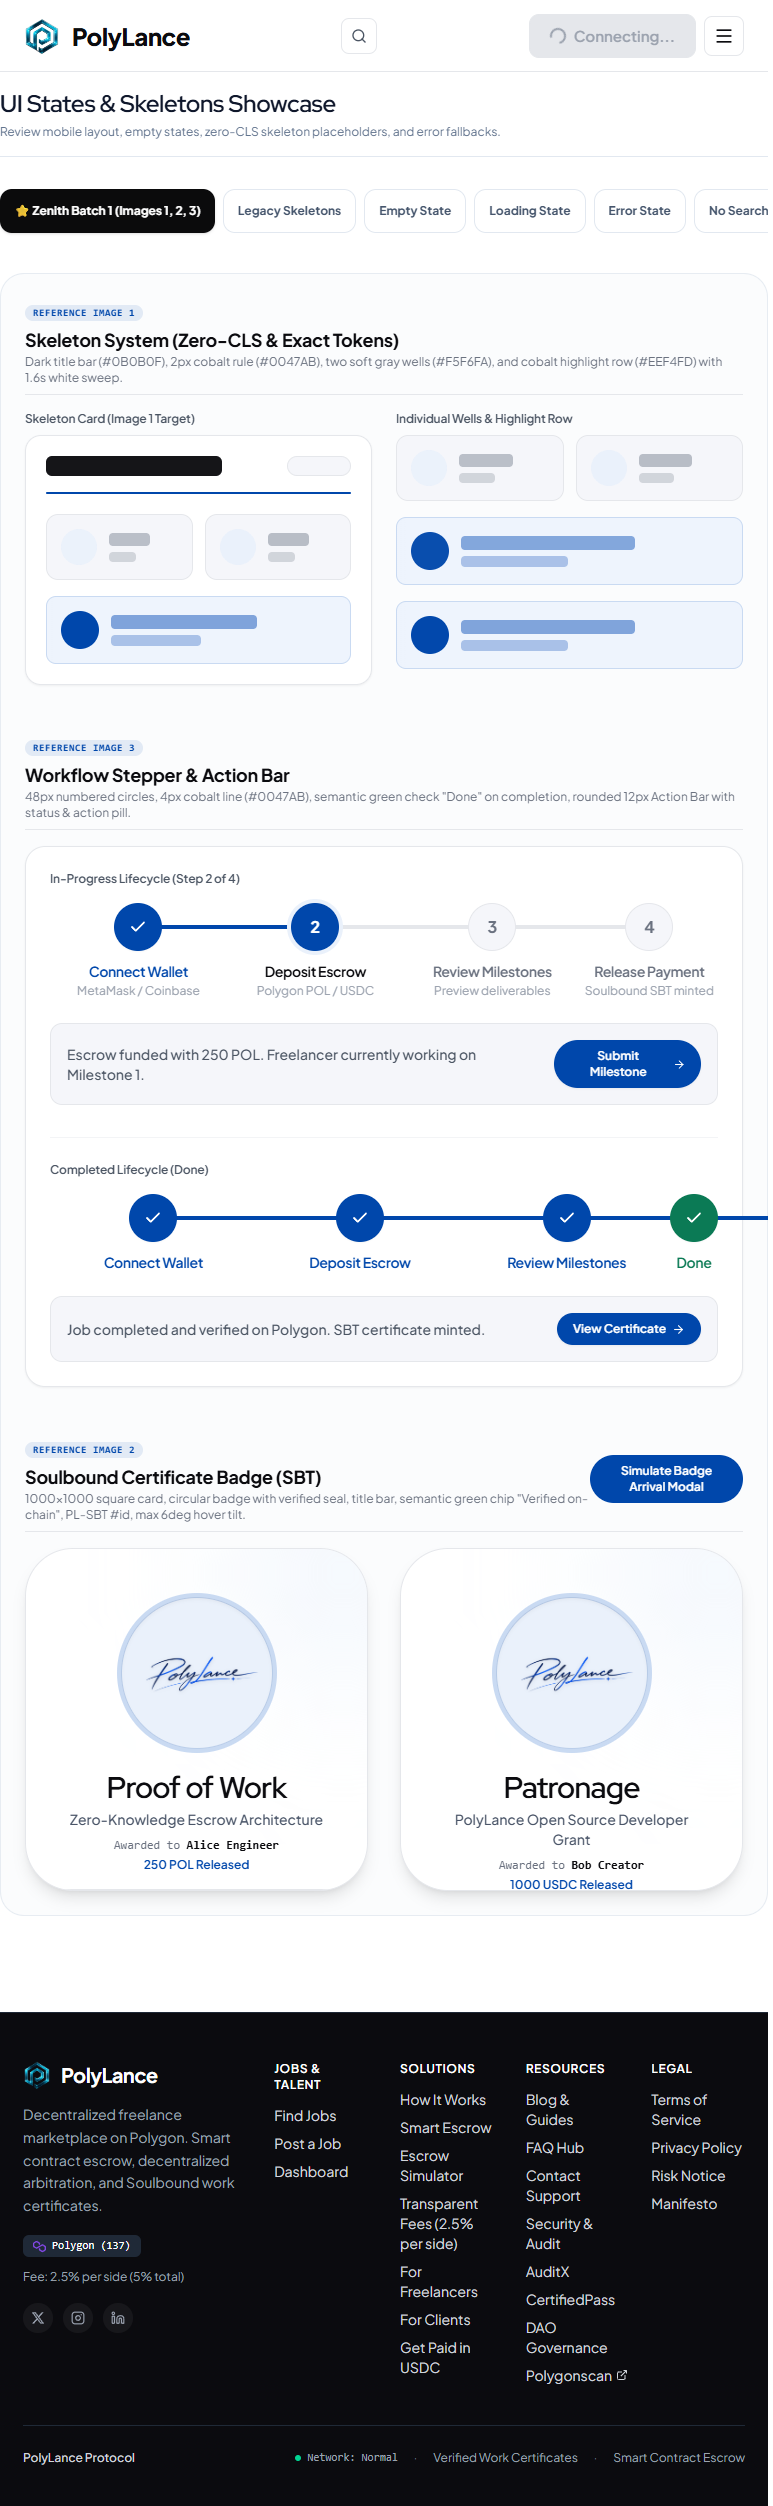 PolyLance
Connecting...
UI States & Skeletons Showcase
Review mobile layout, empty states, zero-CLS skeleton placeholders, and error fallbacks.
Zenith Batch 1 (Images 1, 2, 3)
Legacy Skeletons
Empty State
Loading State
Error State
No Search
REFERENCE IMAGE 1
Skeleton System (Zero-CLS & Exact Tokens)
Dark title bar (#0B0B0F), 2px cobalt rule (#0047AB), two soft gray wells (#F5F6FA), and cobalt highlight row (#EEF4FD) with
1.6s white sweep.
Skeleton Card (Image 1 Target)
Individual Wells & Highlight Row
REFERENCE IMAGE 3
Workflow Stepper & Action Bar
48px numbered circles, 4px cobalt line (#0047AB), semantic green check "Done" on completion, rounded 12px Action Bar with
status & action pill.
In-Progress Lifecycle (Step 2 of 4)
2
3
4
Connect Wallet
MetaMask / Coinbase
Deposit Escrow
Polygon POL / USDC
Review Milestones
Preview deliverables
Release Payment
Soulbound SBT minted
Escrow funded with 250 POL. Freelancer currently working on
Milestone 1.
Submit
Milestone
Completed Lifecycle (Done)
Connect Wallet
Deposit Escrow
Review Milestones
Done
Job completed and verified on Polygon. SBT certificate minted.
View Certificate
REFERENCE IMAGE 2
Soulbound Certificate Badge (SBT)
1000×1000 square card, circular badge with verified seal, title bar, semantic green chip "Verified on-
chain", PL-SBT #id, max 6deg hover tilt.
Simulate Badge
Arrival Modal
PolyLance
Proof of Work
Zero-Knowledge Escrow Architecture
Awarded to Alice Engineer
250 POL Released
PolyLance
Patronage
PolyLance Open Source Developer
Grant
Awarded to Bob Creator
1000 USDC Released
PolyLance
Decentralized freelance
marketplace on Polygon. Smart
contract escrow, decentralized
arbitration, and Soulbound work
certificates.
Polygon (137)
Fee: 2.5% per side (5% total)
JOBS &
TALENT
Find Jobs
Post a Job
Dashboard
SOLUTIONS
How It Works
Smart Escrow
Escrow
Simulator
Transparent
Fees (2.5%
per side)
For
Freelancers
For Clients
Get Paid in
USDC
RESOURCES
Blog &
Guides
FAQ Hub
Contact
Support
Security &
Audit
AuditX
CertifiedPass
DAO
Governance
Polygonscan
LEGAL
Terms of
Service
Privacy Policy
Risk Notice
Manifesto
PolyLance Protocol
Network: Normal
·
Verified Work Certificates
·
Smart Contract Escrow